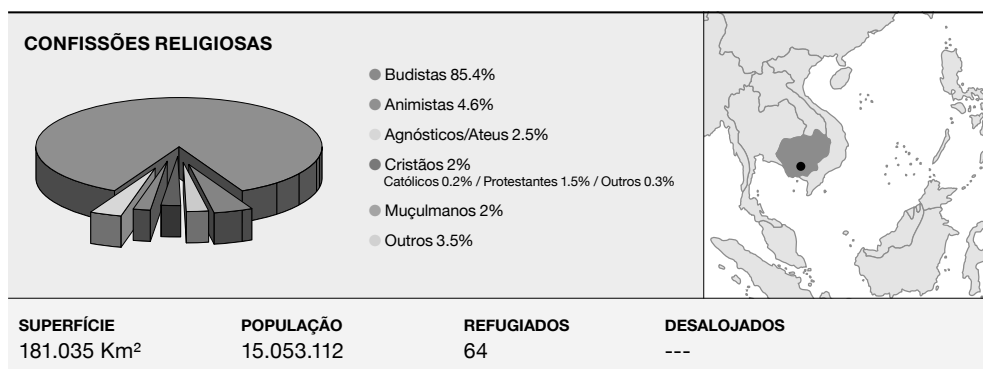 CONFISSÕES RELIGIOSAS
Budistas 85.4%
Animistas 4.6%
Agnósticos/Ateus 2.5%
Cristãos 2%
Católicos 0.2% / Protestantes 1.5% / Outros 0.3%
Muçulmanos 2%
Outros 3.5%
SUPERFÍCIE
181.035 Km²
POPULAÇÃO
15.053.112
REFUGIADOS
64
DESALOJADOS
---